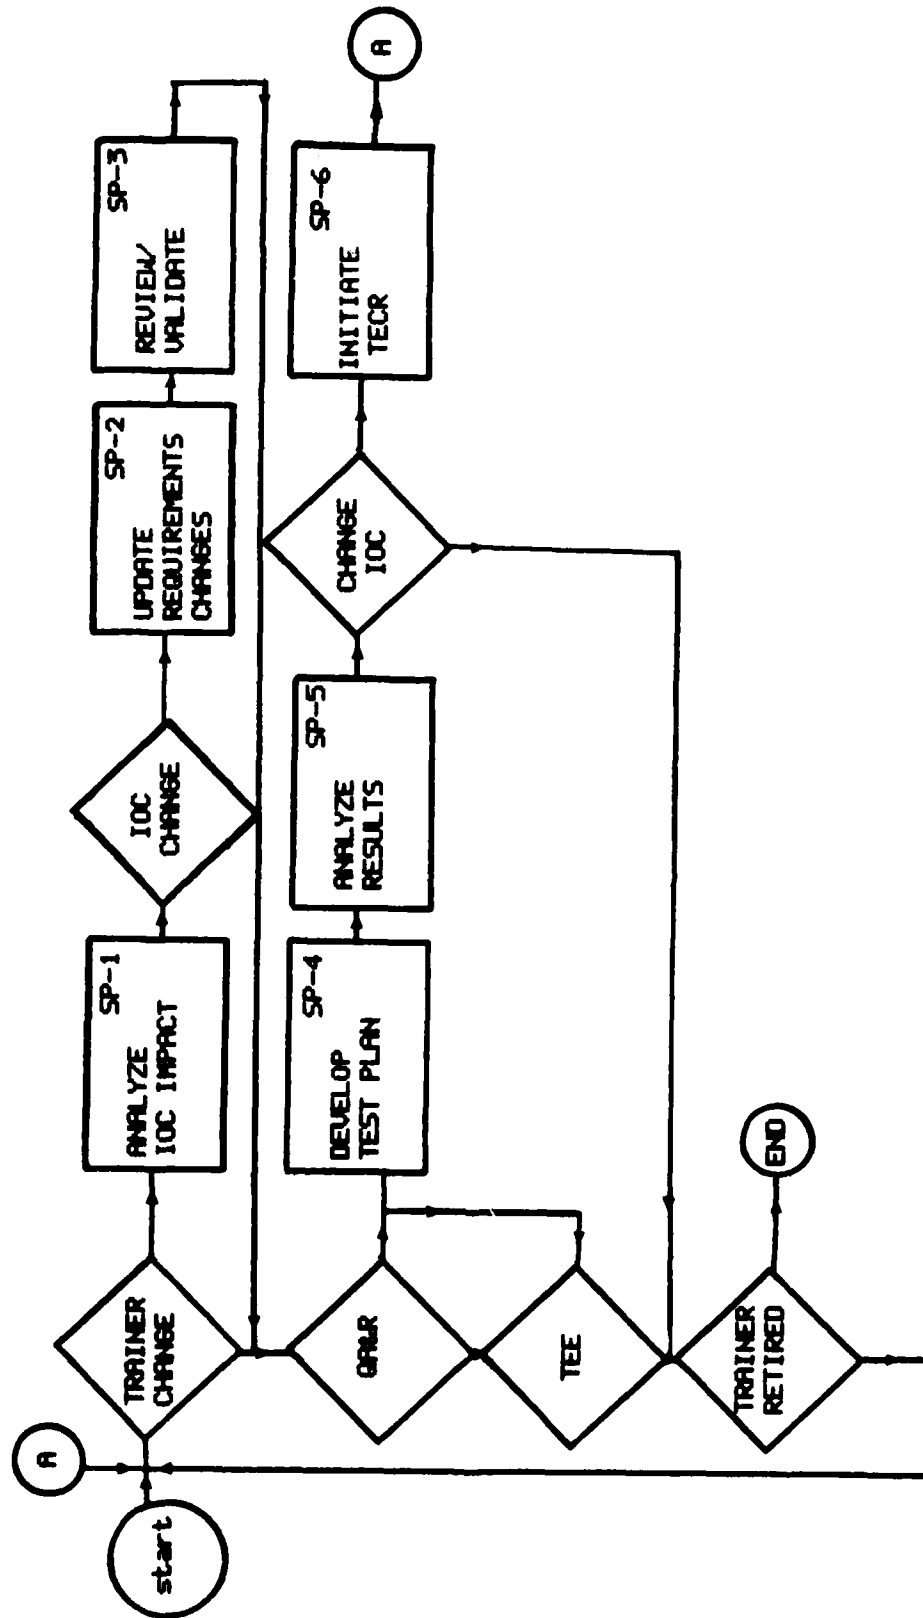 start
A
TRAINER
CHANGE
SP-1
ANALYZE
IOC IMPACT
IOC
CHANGE
SP-2
UPDATE
REQUIREMENTS
CHANGES
SP-3
REVIEW/
VALIDATE
QA&R
SP-4
DEVELOP
TEST PLAN
SP-5
ANALYZE
RESULTS
CHANGE
IOC
SP-6
INITIATE
TECR
A
TEE
TRAINER
RETIRED
END